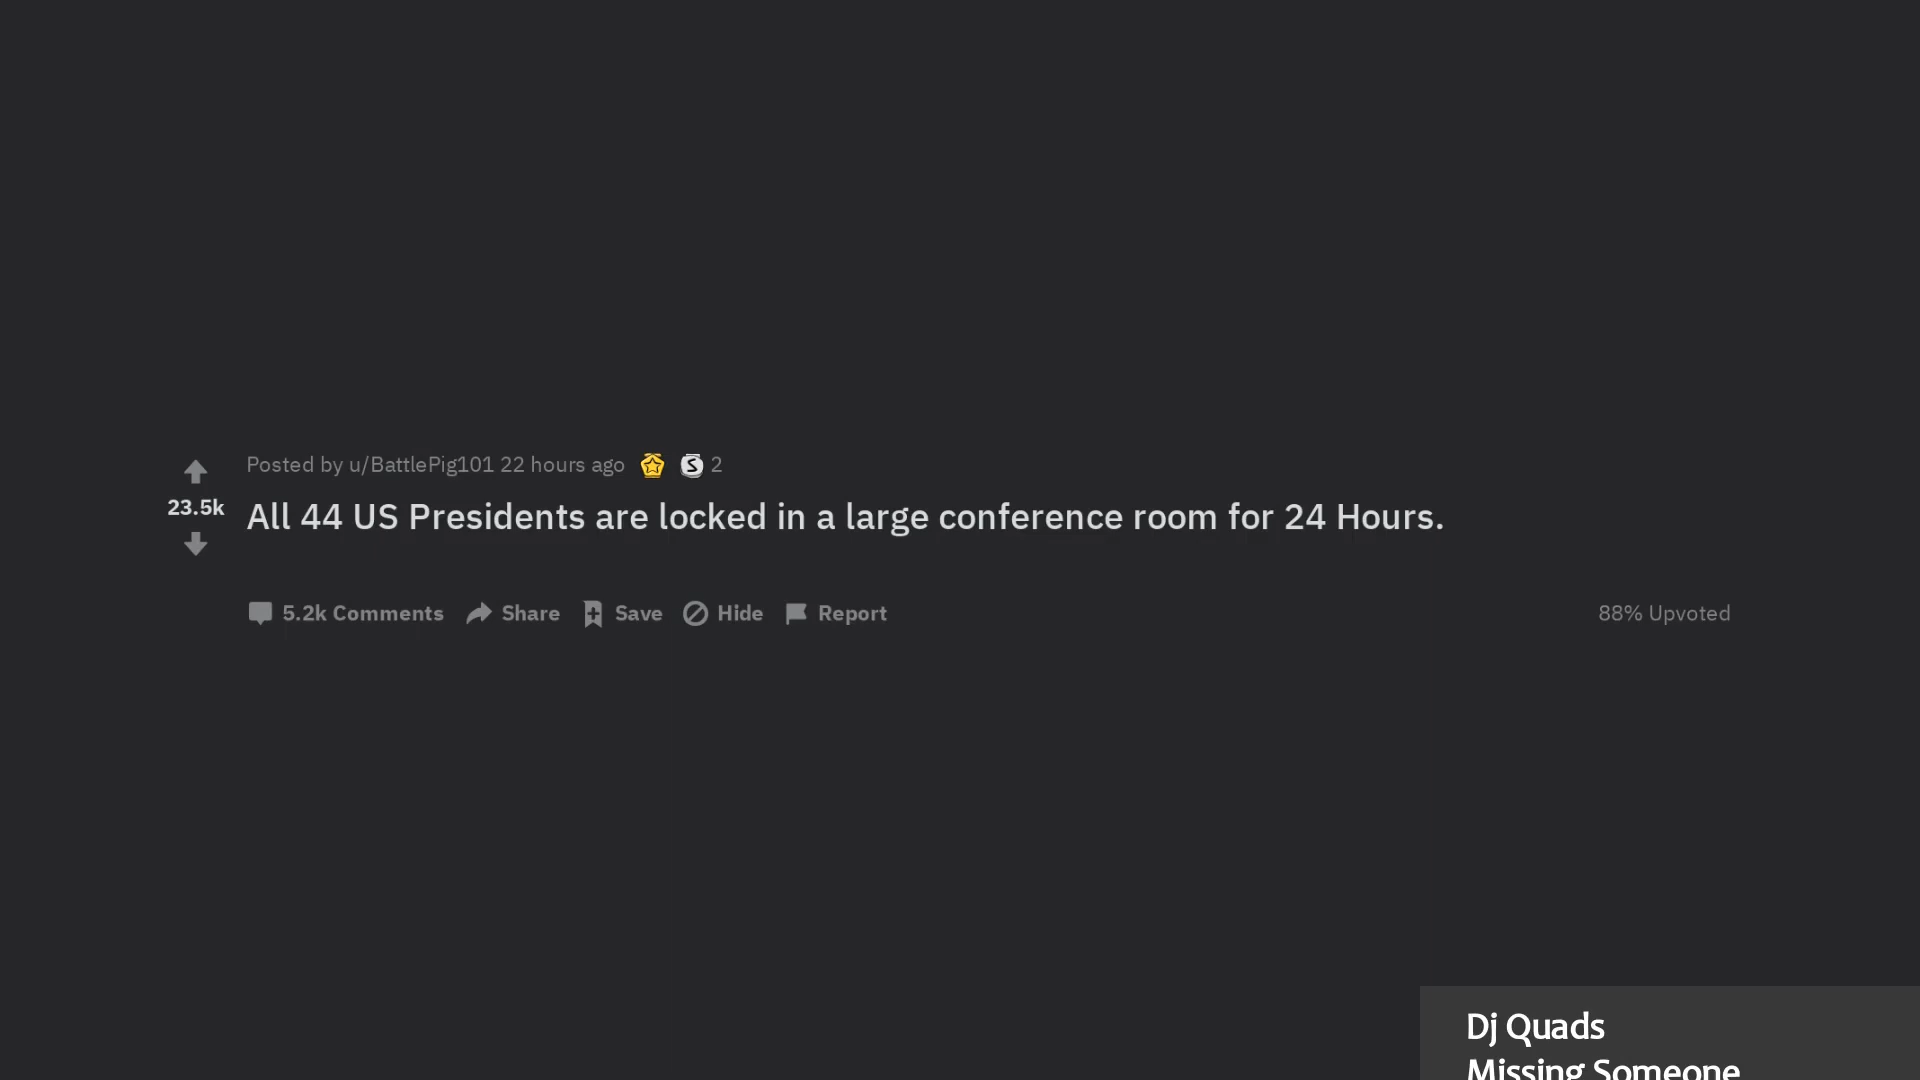 Posted by u/BattlePig101 22 hours ago 2
23.5k
All 44 US Presidents are locked in a large conference room for 24 Hours.
5.2k Comments Share Save Hide Report 88% Upvoted
Dj Quads
Missing Someone